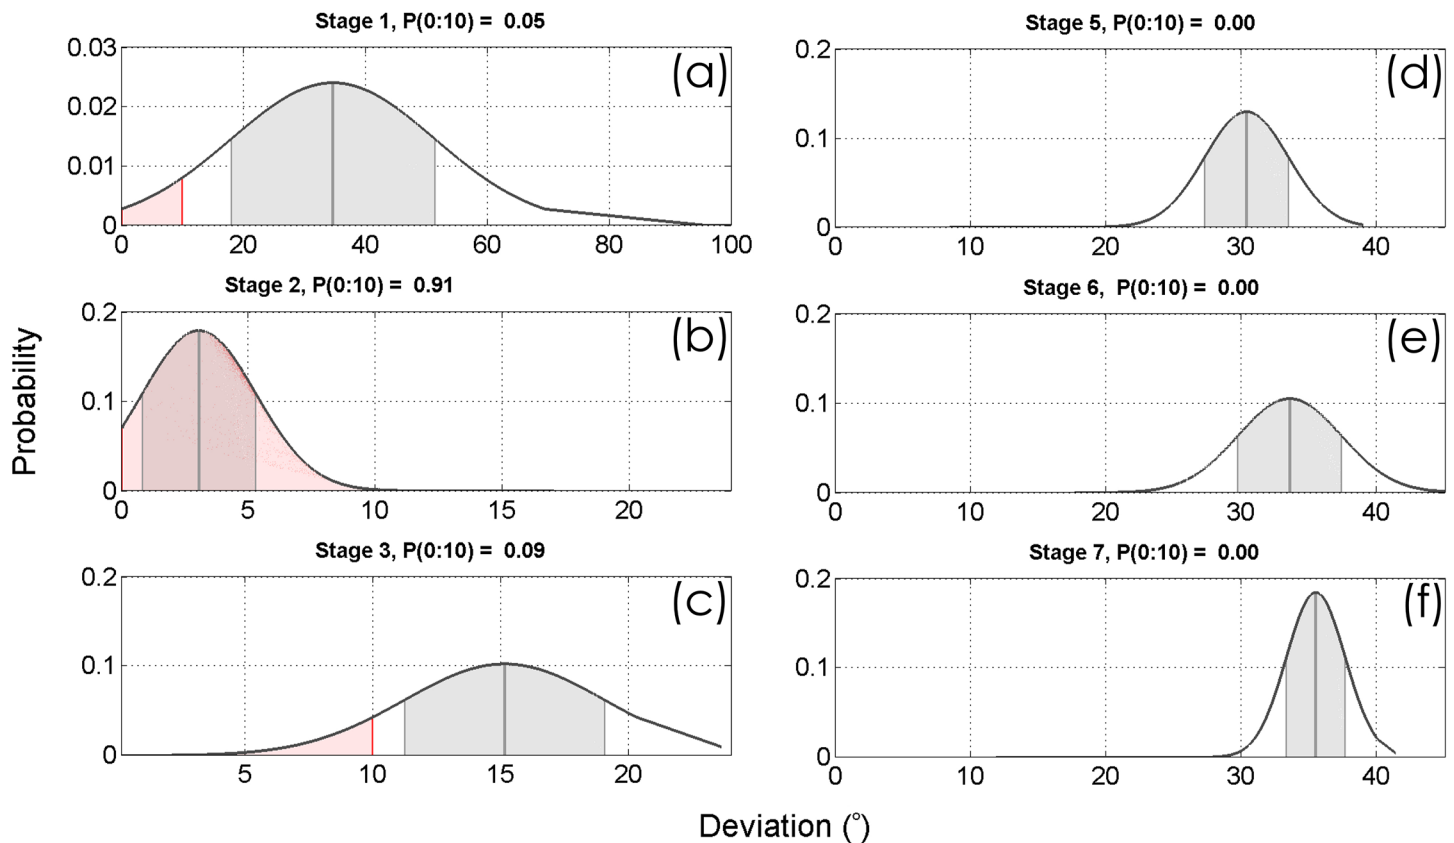 Stage 1, P(0:10) = 0.05
(a)
0.03
0.02
0.01
0
0 20 40 60 80 100
Stage 2, P(0:10) = 0.91
(b)
0.2
0.1
0
0 5 10 15 20
Stage 3, P(0:10) = 0.09
(c)
0.2
0.1
0
5 10 15 20
Stage 5, P(0:10) = 0.00
(d)
0.2
0.1
0
0 10 20 30 40
Stage 6, P(0:10) = 0.00
(e)
0.2
0.1
0
0 10 20 30 40
Stage 7, P(0:10) = 0.00
(f)
0.2
0.1
0
0 10 20 30 40
Probability
Deviation (°)